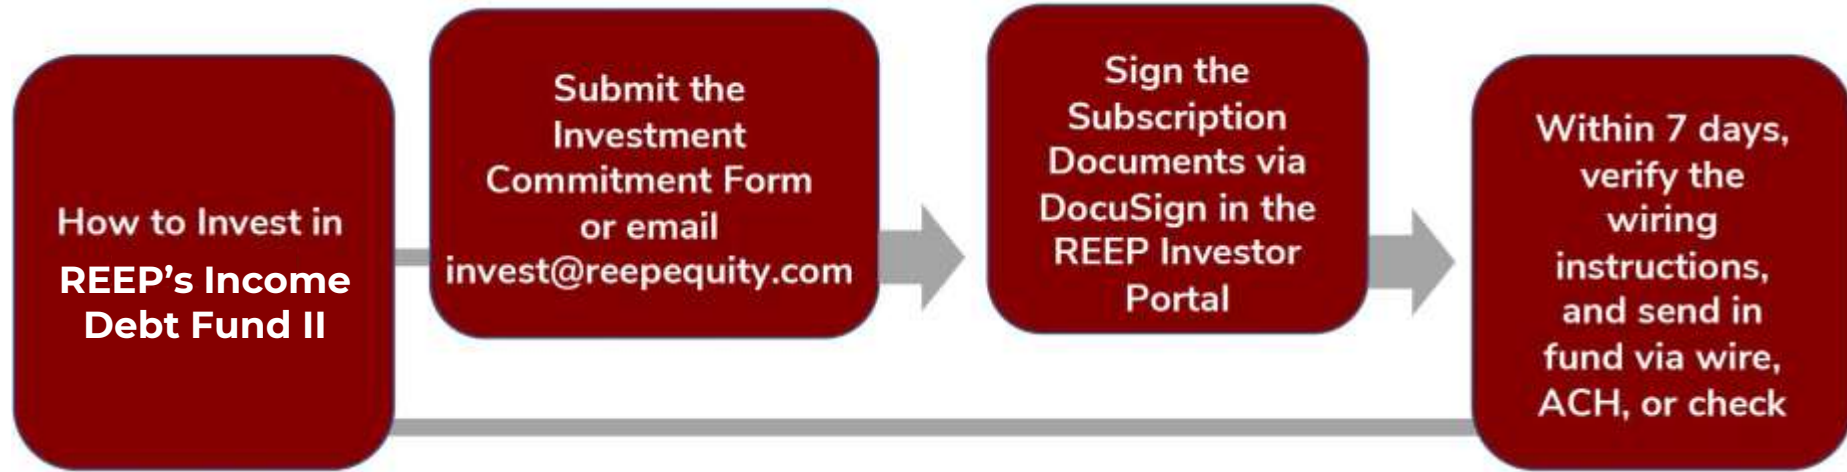 How to Invest in
REEP's Income
Debt Fund II
Submit the
Investment
Commitment Form
or email
invest@reepequity.com
Sign the
Subscription
Documents via
DocuSign in the
REEP Investor
Portal
Within 7 days,
verify the
wiring
instructions,
and send in
fund via wire,
ACH, or check